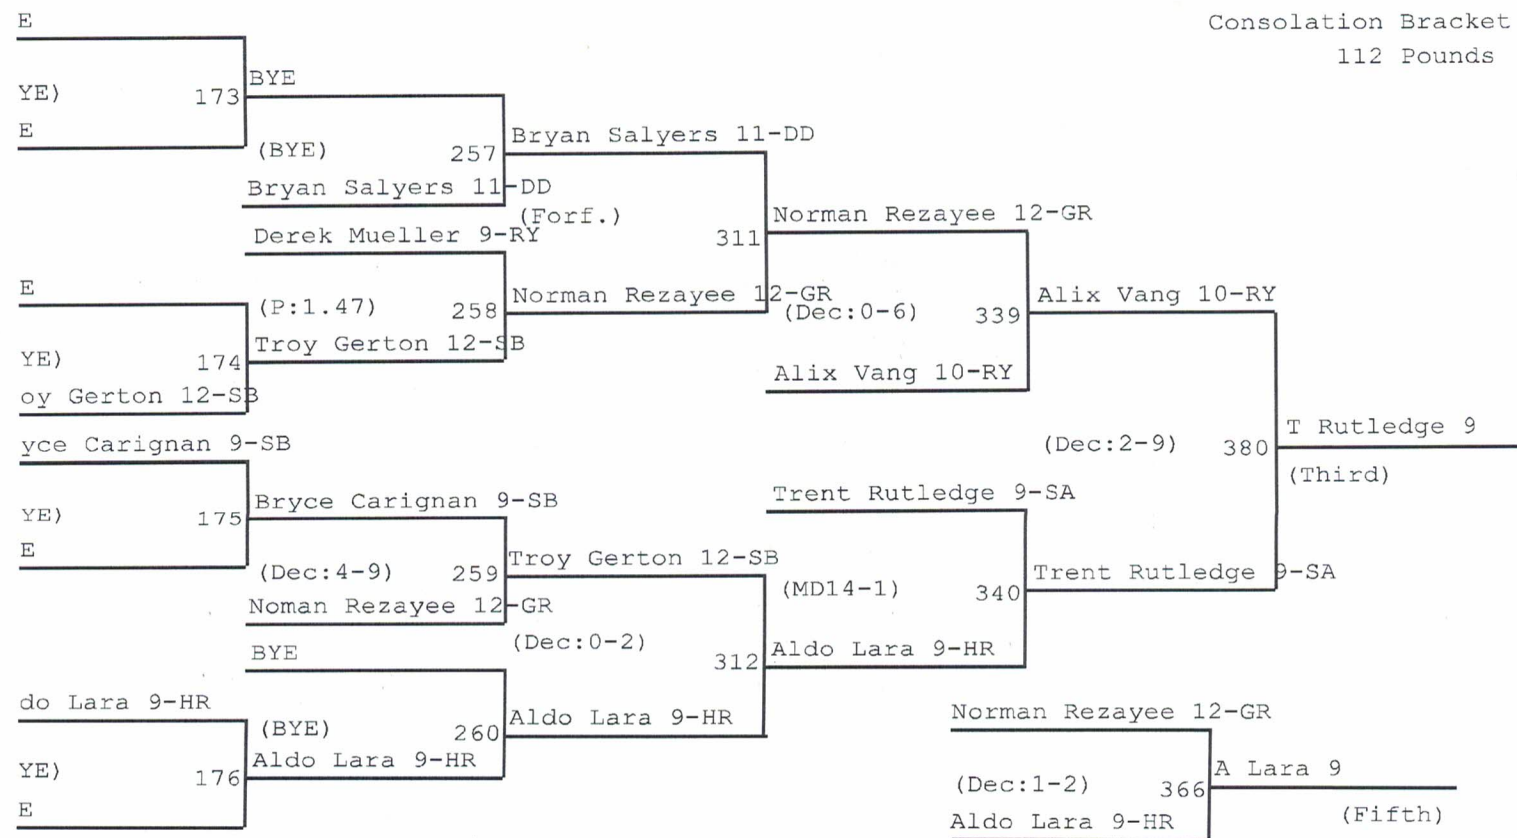 Consolation Bracket
112 Pounds
E
YE)
173
E
BYE
(BYE)
257
Bryan Salyers 11-DD
Bryan Salyers 11-DD
(Forf.)
311
Derek Mueller 9-RY
(P:1.47)
258
Troy Gerton 12-SB
E
YE)
174
oy Gerton 12-SB
Norman Rezayee 12-GR
Norman Rezayee 12-GR
(Dec:0-6)
339
Alix Vang 10-RY
Alix Vang 10-RY
yce Carignan 9-SB
YE)
175
E
Bryce Carignan 9-SB
(Dec:4-9)
259
Noman Rezayee 12-GR
Troy Gerton 12-SB
(Dec:0-2)
312
BYE
(BYE)
260
Aldo Lara 9-HR
do Lara 9-HR
YE)
176
E
Aldo Lara 9-HR
Trent Rutledge 9-SA
(MD14-1)
340
Aldo Lara 9-HR
Trent Rutledge 9-SA
(Dec:2-9)
380
T Rutledge 9
(Third)
Norman Rezayee 12-GR
(Dec:1-2)
366
Aldo Lara 9-HR
A Lara 9
(Fifth)